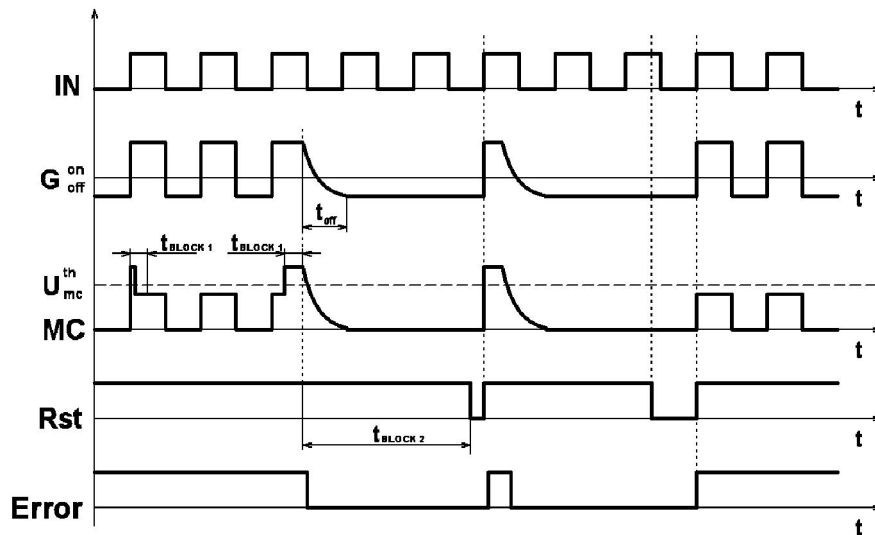 IN
t
G on off
t
t off
t BLOCK 1
t BLOCK 1
U th mc
MC
t
Rst
t
t BLOCK 2
Error
t